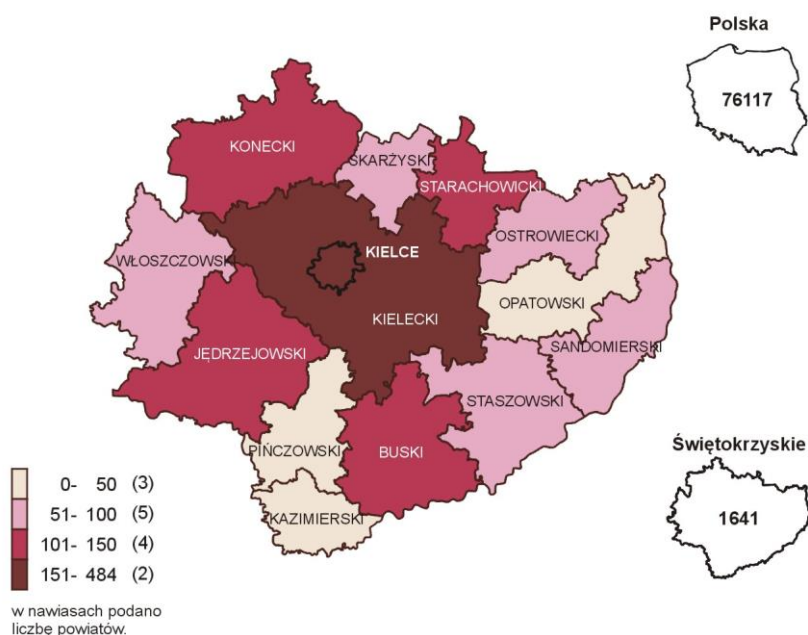 Polska
76117
KONECKI
SKARŻYSKI
STARACHOWICKI
OSTROWIECKI
WŁOSZCZOWSKI
KIELCE
OPATOWSKI
KIELECKI
SANDOMIERSKI
JĘDRZEJOWSKI
STASZOWSKI
PIŃCZOWSKI
BUSKI
KAZIMIERSKI
Świętokrzyskie
1641
0- 50 (3)
51- 100 (5)
101- 150 (4)
151- 484 (2)
w nawiasach podano
liczbę powiatów.